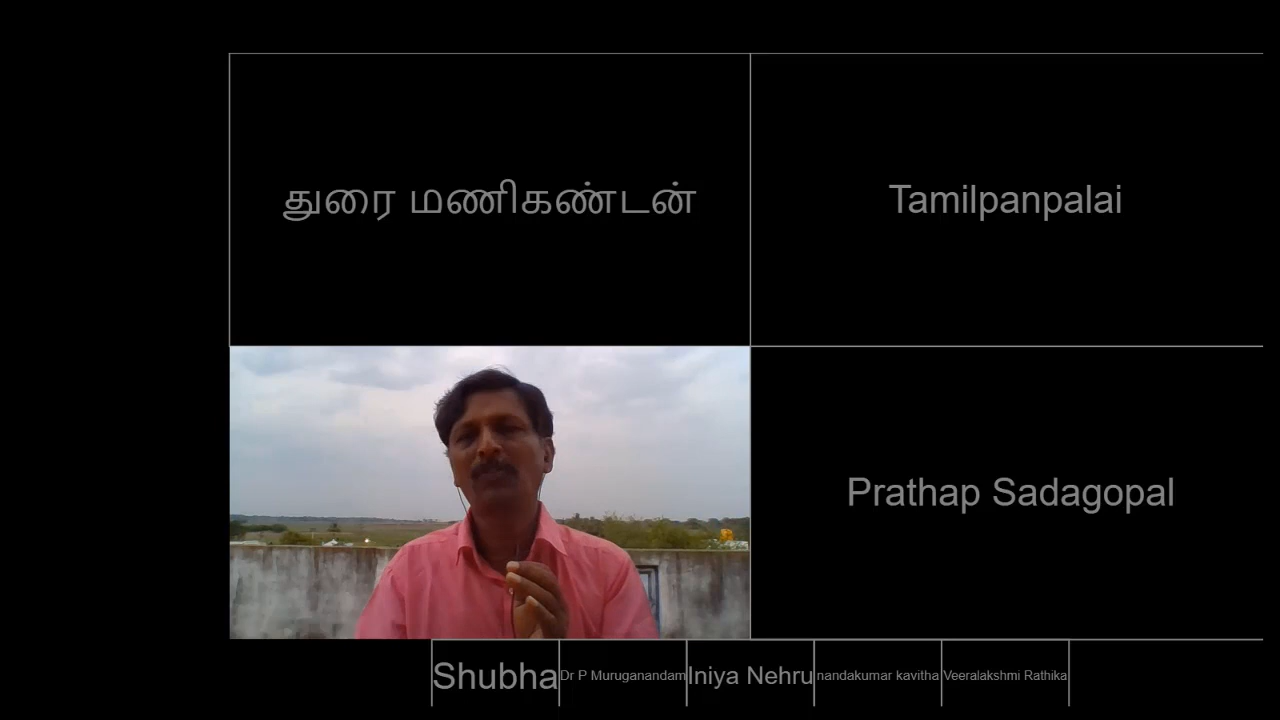 துரை மணிகண்டன்
Tamilpanpalai
Prathap Sadagopal
Shubha
Dr P Muruganandam
Iniya Nehru
nandakumar kavitha
Veeralakshmi Rathika